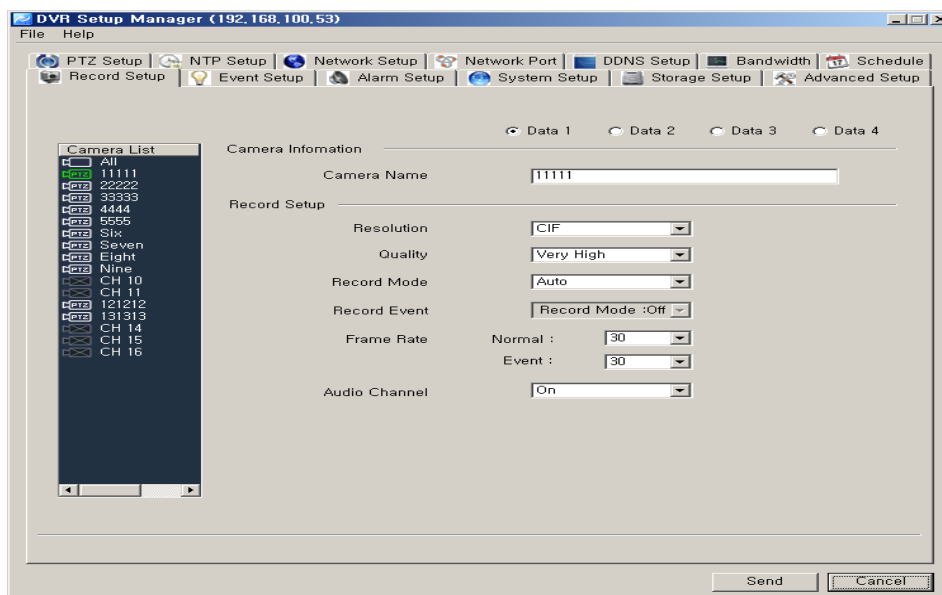 DVR Setup Manager (192.168.100.53)
File Help
PTZ Setup NTP Setup Network Setup Network Port DDNS Setup Bandwidth Schedule
Record Setup Event Setup Alarm Setup System Setup Storage Setup Advanced Setup
Data 1 Data 2 Data 3 Data 4
Camera List
All
PTZ 11111
PTZ 22222
PTZ 33333
PTZ 4444
PTZ 5555
PTZ Six
PTZ Seven
PTZ Eight
PTZ Nine
CH 10
CH 11
PTZ 121212
PTZ 131313
CH 14
CH 15
CH 16
Camera Infomation
Camera Name 11111
Record Setup
Resolution CIF
Quality Very High
Record Mode Auto
Record Event Record Mode :Off
Frame Rate Normal : 30
Event : 30
Audio Channel On
Send Cancel